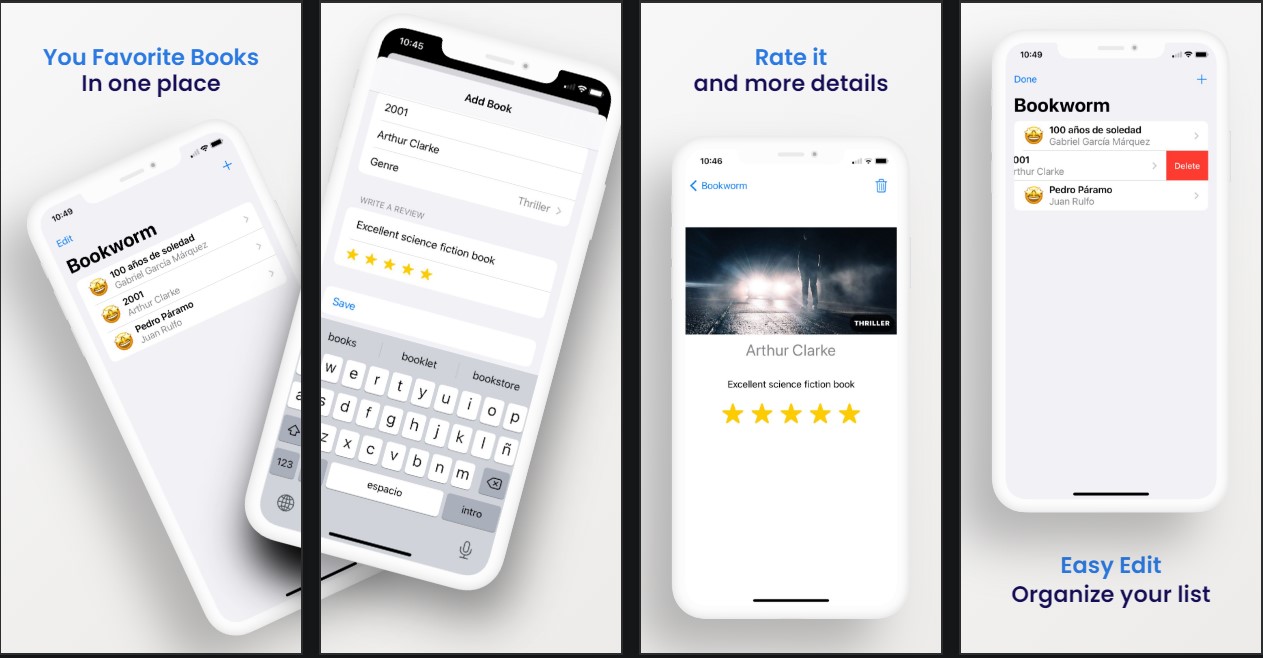 You Favorite Books
In one place
10:49
Edit
Bookworm
100 años de soledad
Gabriel García Márquez
2001
Arthur Clarke
Pedro Páramo
Juan Rulfo
a
123
10:45
Add Book
2001
Arthur Clarke
Genre
Thriller
WRITE A REVIEW
Excellent science fiction book
Save
books booklet bookstore
w e r t y u i o p
s d f g h j k l ñ
z x c v b n m
espacio intro
Rate it
and more details
10:46
Bookworm
THRILLER
Arthur Clarke
Excellent science fiction book
10:49
Done
Bookworm
100 años de soledad
Gabriel García Márquez
001
rthur Clarke
Delete
Pedro Páramo
Juan Rulfo
Easy Edit
Organize your list